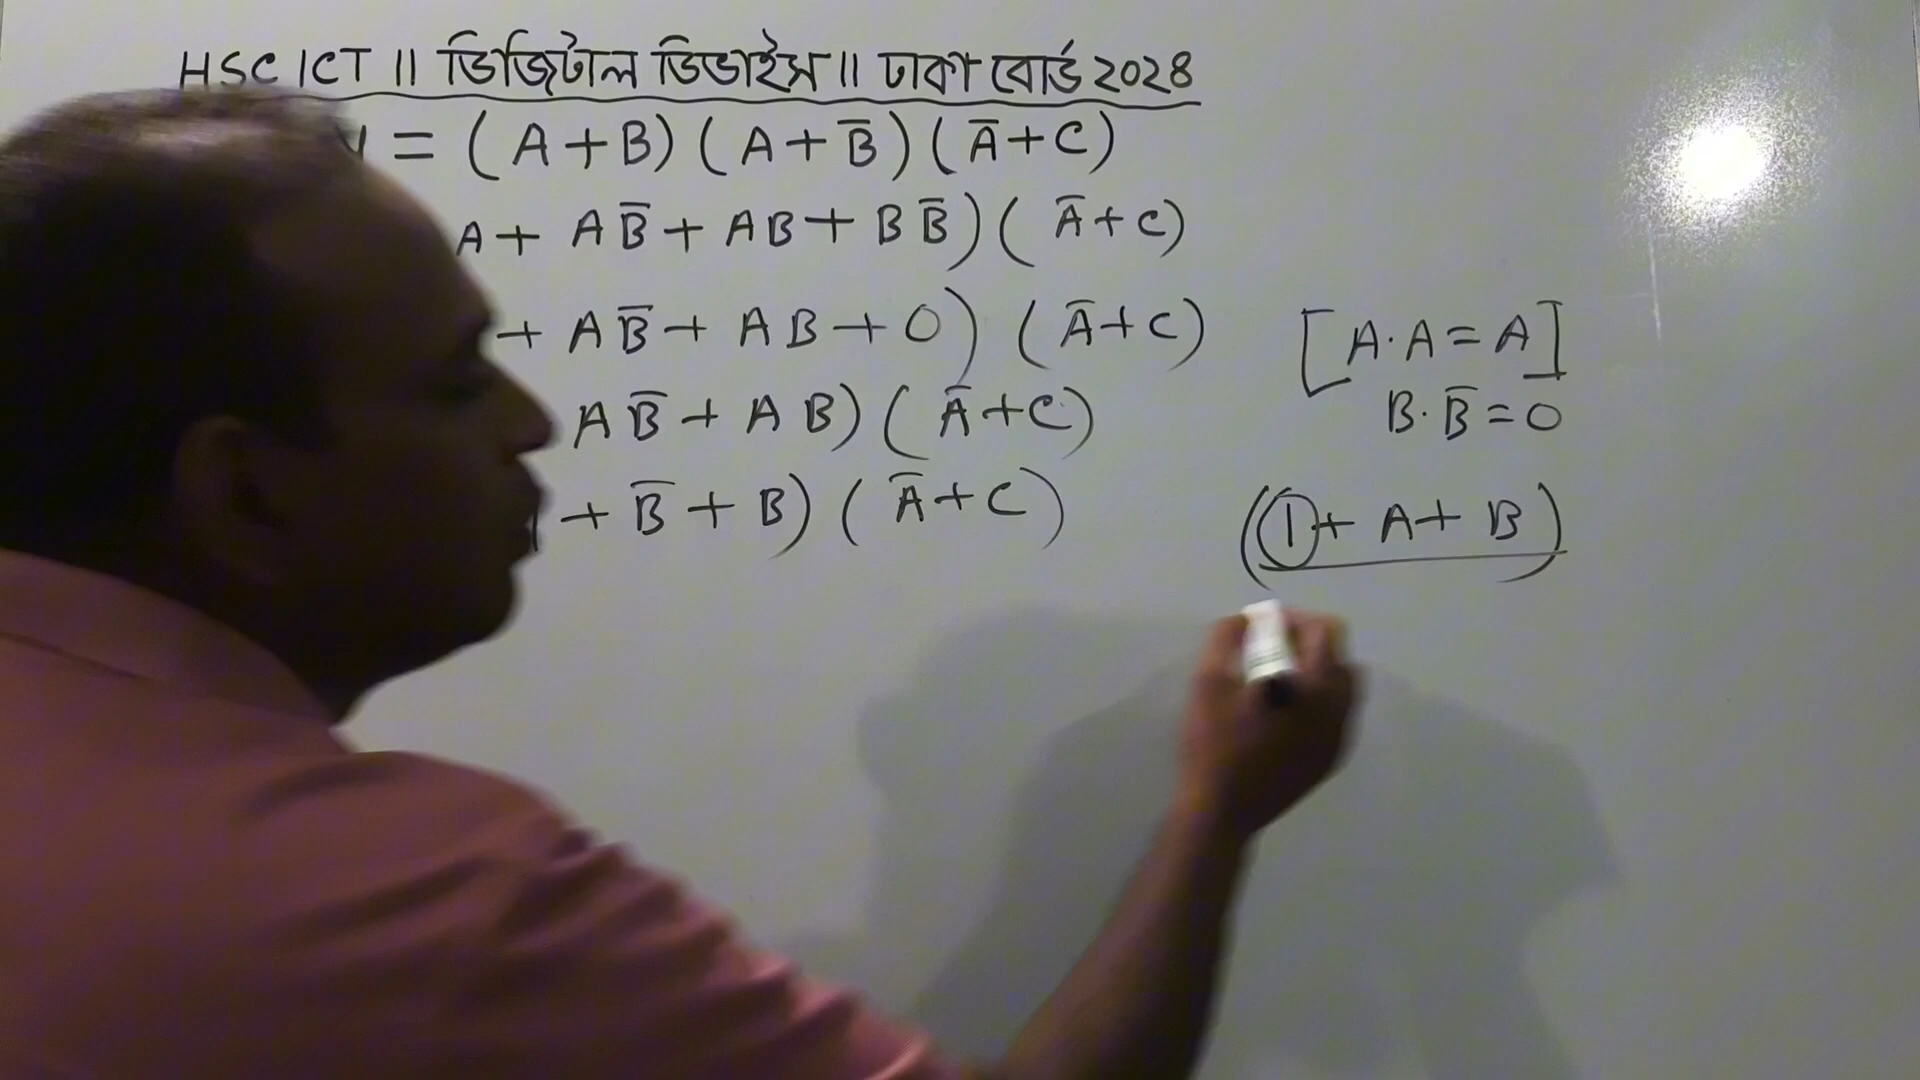 HSC ICT || ডিজিটাল ডিভাইস || ঢাকা বোর্ড ২০২৪
= (A+B) (A+B̅) (A̅+C)
A + AB̅ + AB + BB̅) (A̅+C)
+ AB̅ + AB + 0) (A̅+C)
[A·A=A]
AB̅ + AB) (A̅+C)
B·B̅=0
+ B̅ + B) (A̅+C)
(1+ A+ B)